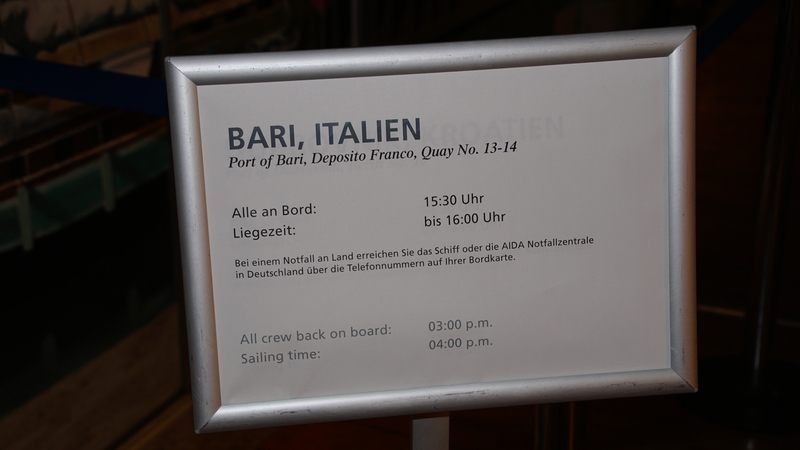 BARI, ITALIEN
Port of Bari, Deposito Franco, Quay No. 13-14
Alle an Bord: 15:30 Uhr
Liegezeit: bis 16:00 Uhr
Bei einem Notfall an Land erreichen Sie das Schiff oder die AIDA Notfallzentrale
in Deutschland über die Telefonnummern auf Ihrer Bordkarte.
All crew back on board: 03:00 p.m.
Sailing time: 04:00 p.m.